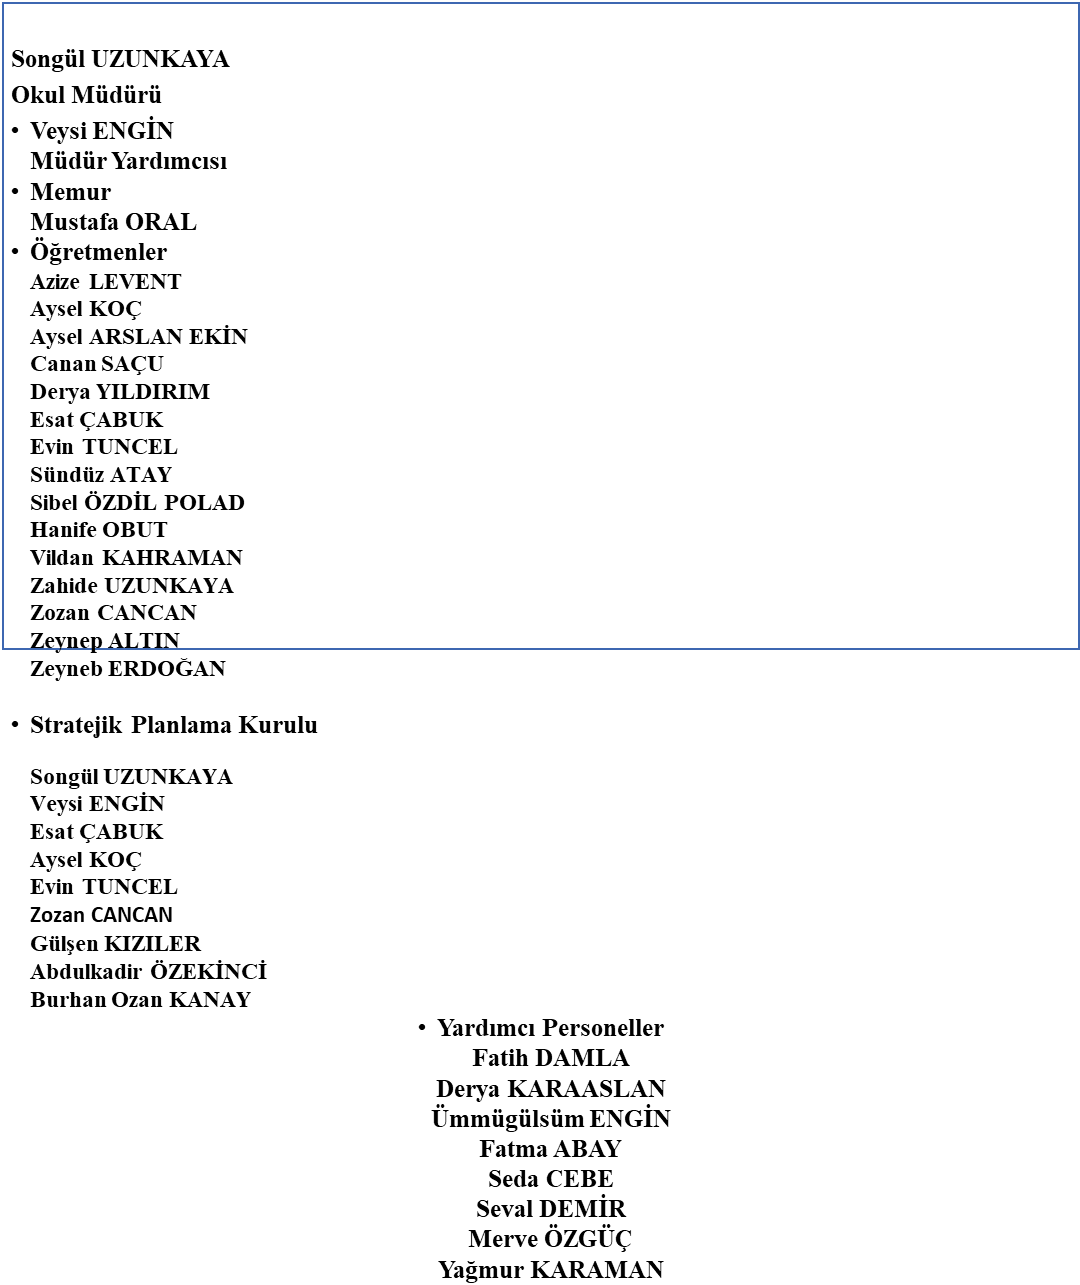 Songül UZUNKAYA
Okul Müdürü
• Veysi ENGİN
Müdür Yardımcısı
• Memur
Mustafa ORAL
• Öğretmenler
Azize LEVENT
Aysel KOÇ
Aysel ARSLAN EKİN
Canan SAÇU
Derya YILDIRIM
Esat ÇABUK
Evin TUNCEL
Sündüz ATAY
Sibel ÖZDİL POLAD
Hanife OBUT
Vildan KAHRAMAN
Zahide UZUNKAYA
Zozan CANCAN
Zeynep ALTIN
Zeyneb ERDOĞAN
• Stratejik Planlama Kurulu
Songül UZUNKAYA
Veysi ENGİN
Esat ÇABUK
Aysel KOÇ
Evin TUNCEL
Zozan CANCAN
Gülşen KIZILER
Abdulkadir ÖZEKİNCİ
Burhan Ozan KANAY
• Yardımcı Personeller
Fatih DAMLA
Derya KARAASLAN
Ümmügülsüm ENGİN
Fatma ABAY
Seda CEBE
Seval DEMİR
Merve ÖZGÜÇ
Yağmur KARAMAN